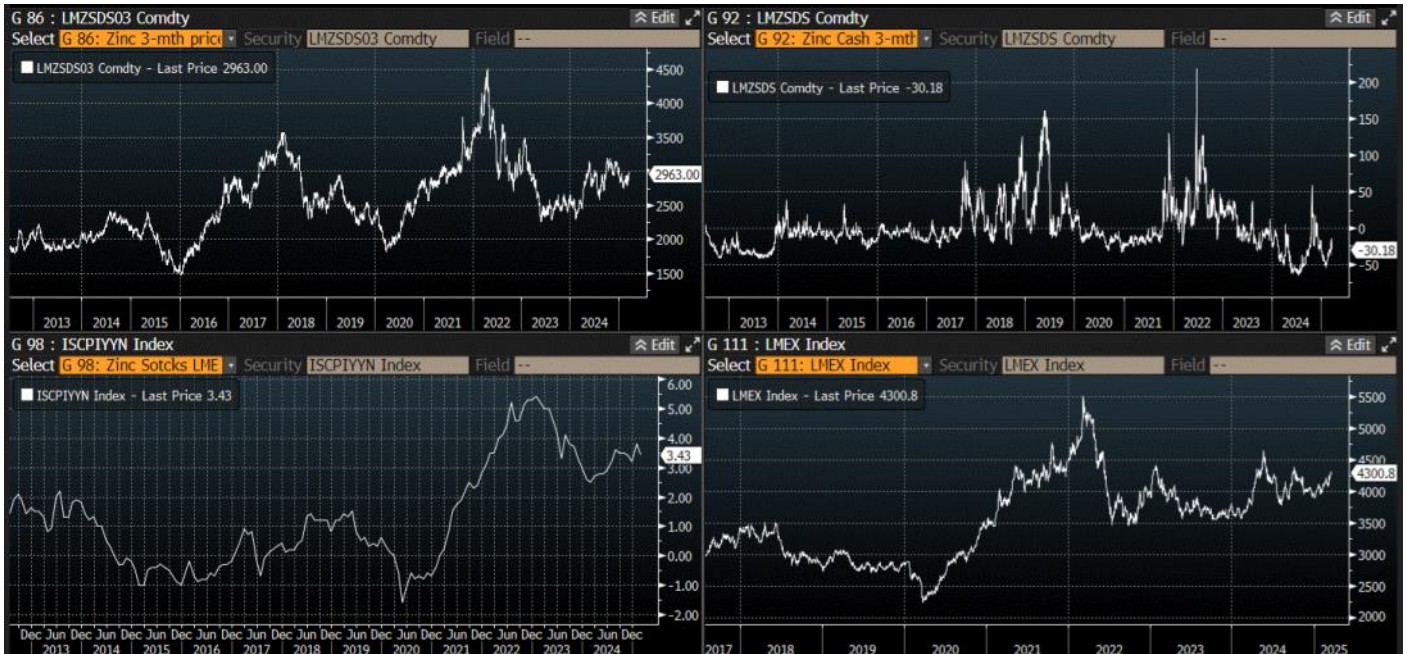 G 86 : LMZSDS03 Comdty
Edit
Select G 86: Zinc 3-mth price Security LMZSDS03 Comdty Field --
LMZSDS03 Comdty - Last Price 2963.00
4500
4000
3500
2963.00
2500
2000
1500
2013 2014 2015 2016 2017 2018 2019 2020 2021 2022 2023 2024
G 92 : LMZSDS Comdty
Edit
Select G 92: Zinc Cash 3-mth Security LMZSDS Comdty Field --
LMZSDS Comdty - Last Price -30.18
200
150
100
50
0
-30.18
-50
2013 2014 2015 2016 2017 2018 2019 2020 2021 2022 2023 2024
G 98 : ISCPIYYN Index
Edit
Select G 98: Zinc Sotcks LME Security ISCPIYYN Index Field --
ISCPIYYN Index - Last Price 3.43
6.00
5.00
4.00
3.43
3.00
2.00
1.00
0.00
-1.00
-2.00
Dec Jun Dec Jun Dec Jun Dec Jun Dec Jun Dec Jun Dec Jun Dec Jun Dec Jun Dec Jun Dec Jun Dec Jun Dec
2013 2014 2015 2016 2017 2018 2019 2020 2021 2022 2023 2024
G 111 : LMEX Index
Edit
Select G 111: LMEX Index Security LMEX Index Field --
LMEX Index - Last Price 4300.8
5500
5000
4500
4300.8
4000
3500
3000
2500
2000
2017 2018 2019 2020 2021 2022 2023 2024 2025